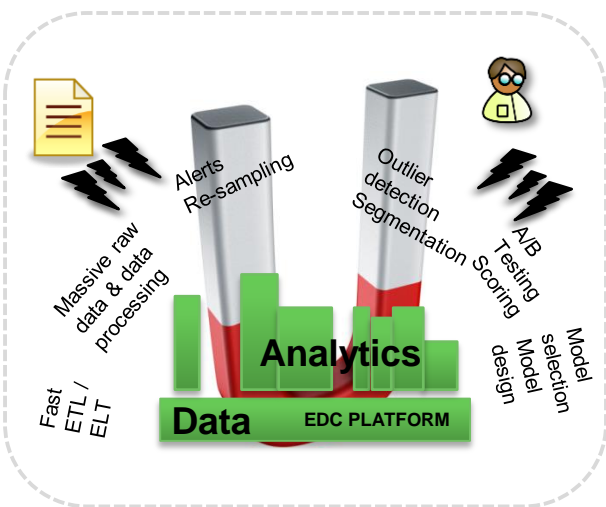 Alerts
Re-sampling
Outlier
detection
Segmentation
Massive raw
data & data
processing
A/B
Testing
Scoring
Fast
ETL /
ELT
Model
selection
Model
design
Analytics
Data
EDC PLATFORM